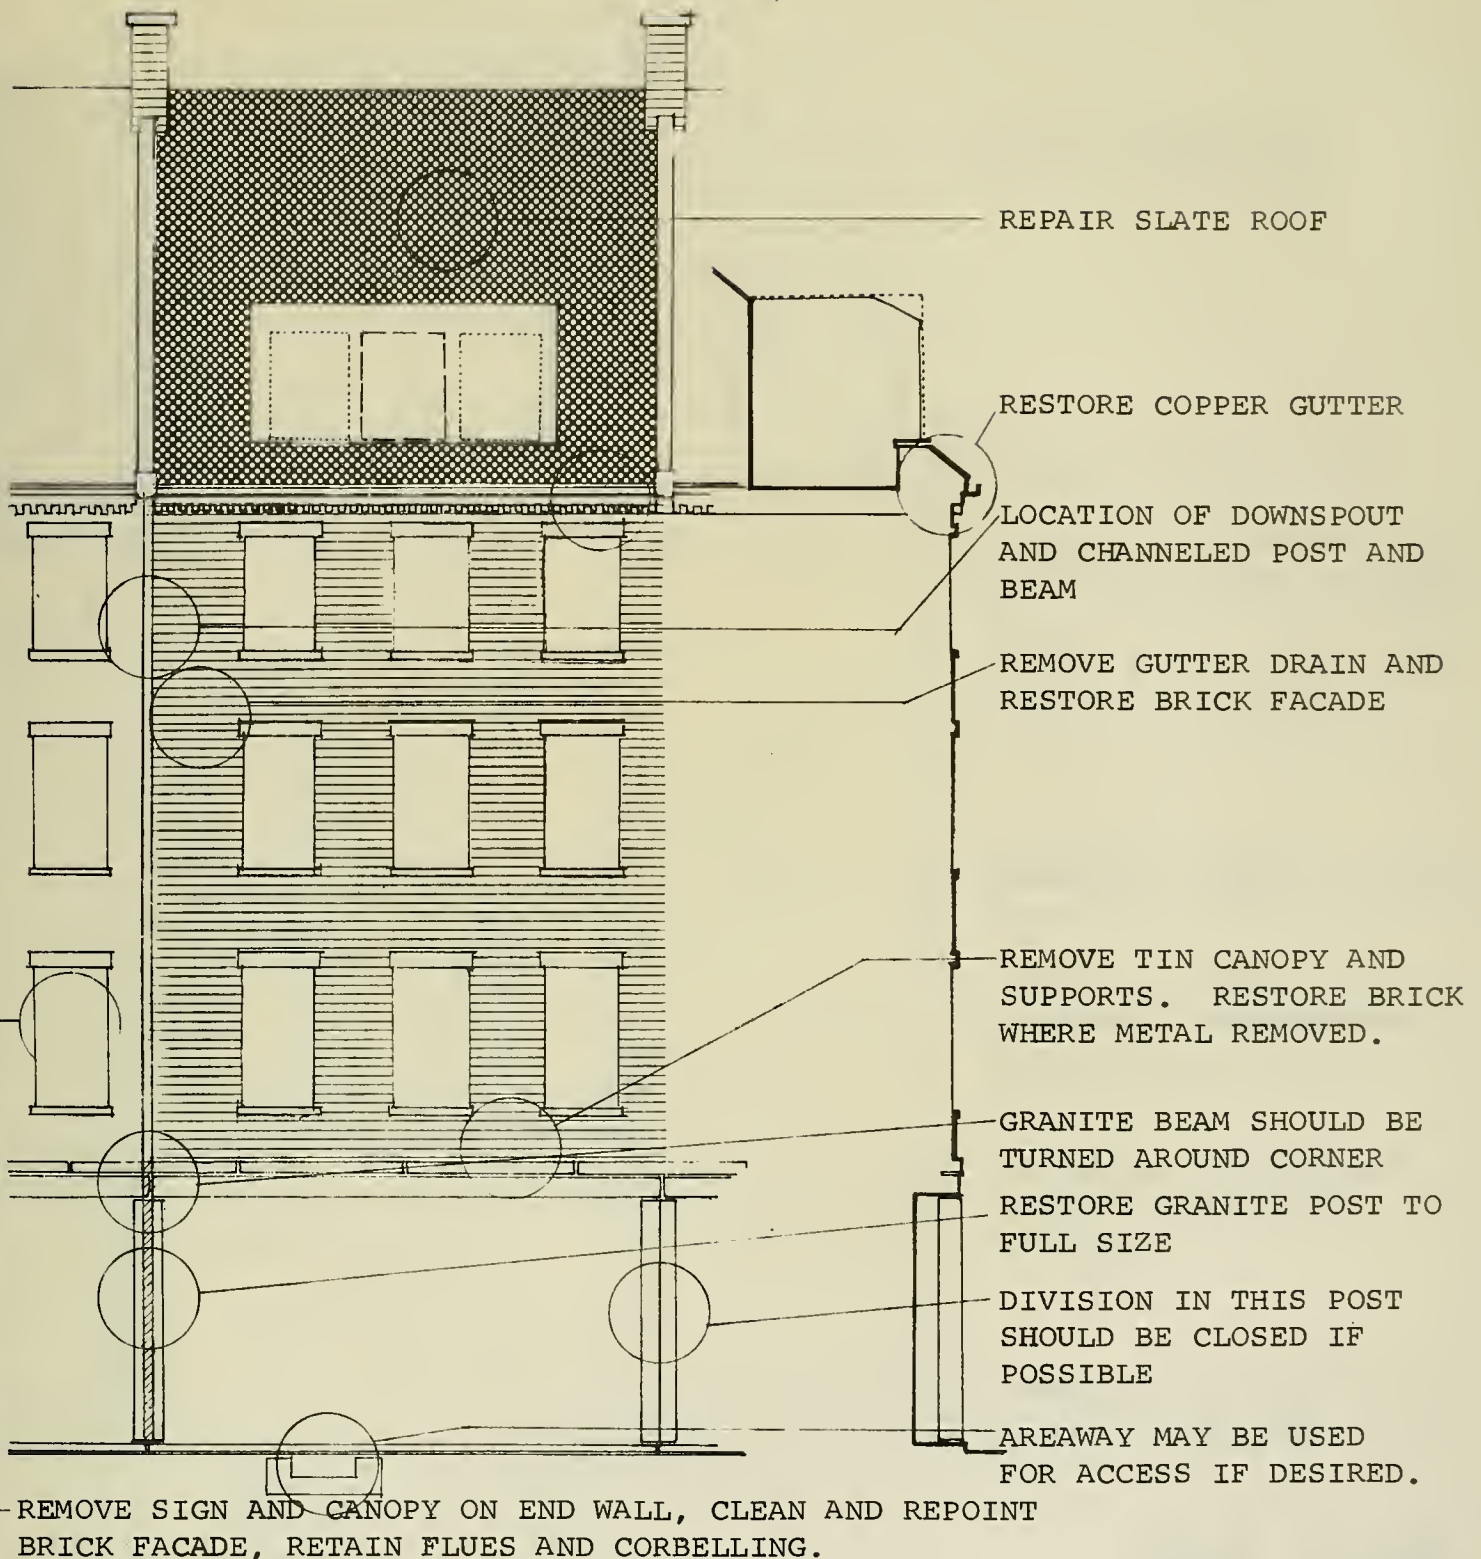 REPAIR SLATE ROOF
RESTORE COPPER GUTTER
LOCATION OF DOWNSPOUT
AND CHANNELED POST AND
BEAM
REMOVE GUTTER DRAIN AND
RESTORE BRICK FACADE
REMOVE TIN CANOPY AND
SUPPORTS. RESTORE BRICK
WHERE METAL REMOVED.
GRANITE BEAM SHOULD BE
TURNED AROUND CORNER
RESTORE GRANITE POST TO
FULL SIZE
DIVISION IN THIS POST
SHOULD BE CLOSED IF
POSSIBLE
AREAWAY MAY BE USED
FOR ACCESS IF DESIRED.
REMOVE SIGN AND CANOPY ON END WALL, CLEAN AND REPOINT
BRICK FACADE, RETAIN FLUES AND CORBELLING.